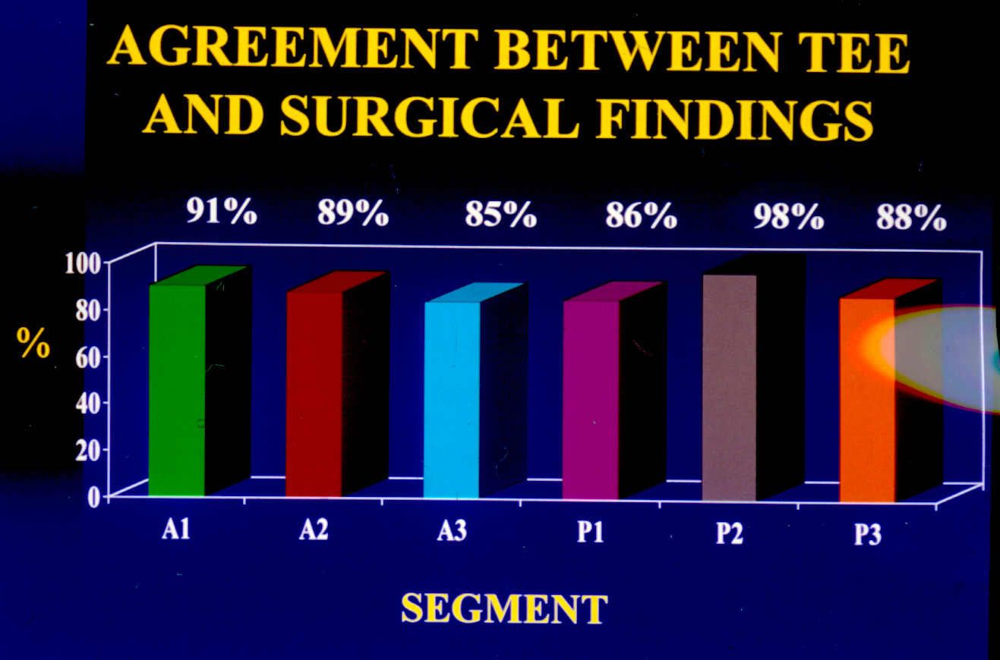 AGREEMENT BETWEEN TEE
AND SURGICAL FINDINGS
91% 89% 85% 86% 98% 88%
100
80
%
60
40
20
0
A1 A2 A3 P1 P2 P3
SEGMENT